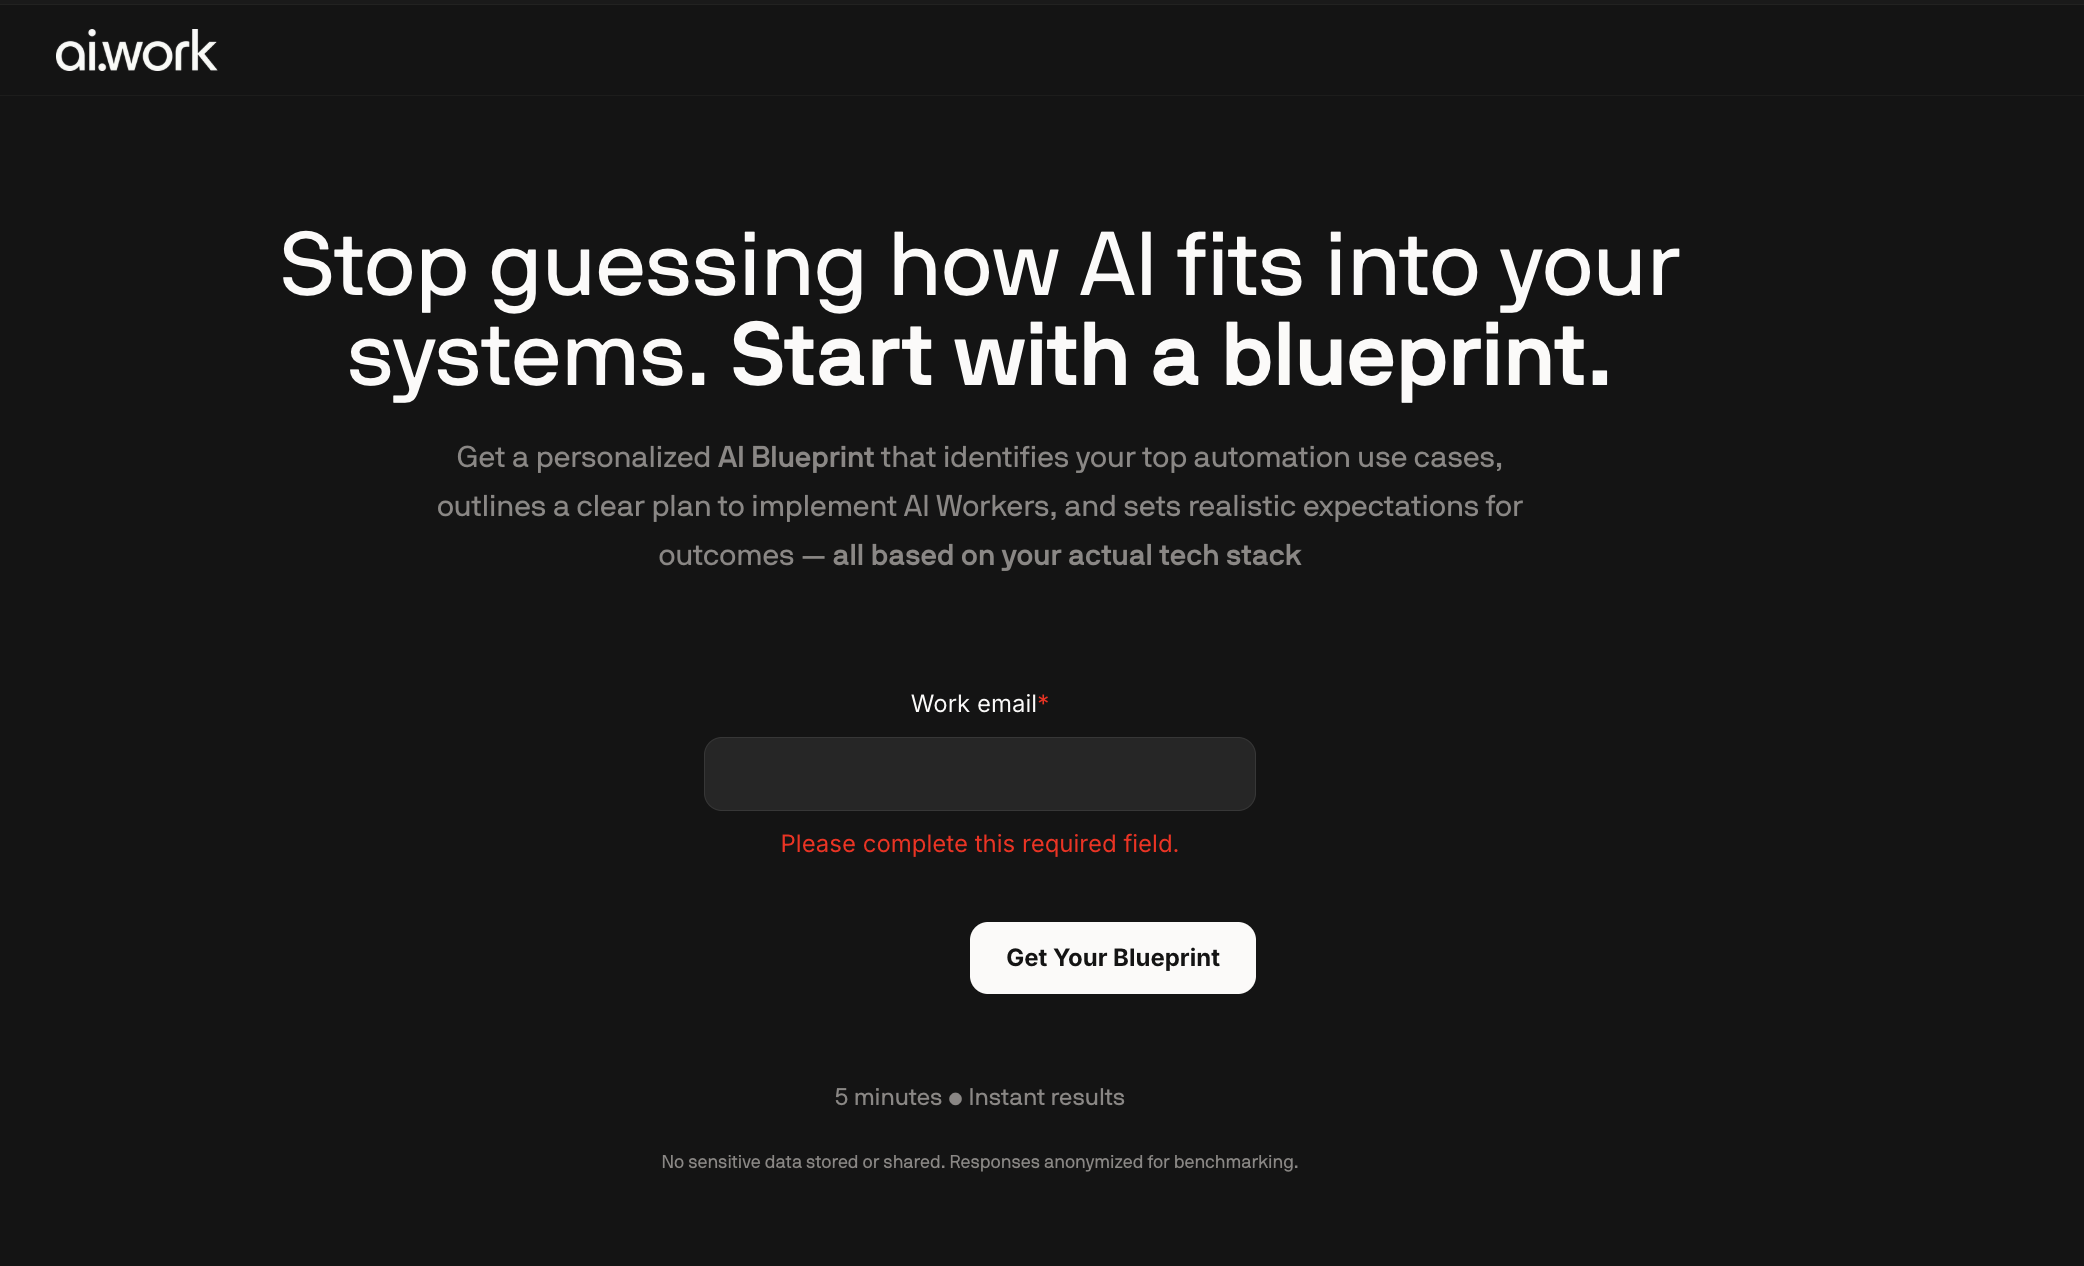 ai.work
Stop guessing how AI fits into your
systems. Start with a blueprint.
Get a personalized AI Blueprint that identifies your top automation use cases,
outlines a clear plan to implement AI Workers, and sets realistic expectations for
outcomes — all based on your actual tech stack
Work email*
Please complete this required field.
Get Your Blueprint
5 minutes ● Instant results
No sensitive data stored or shared. Responses anonymized for benchmarking.